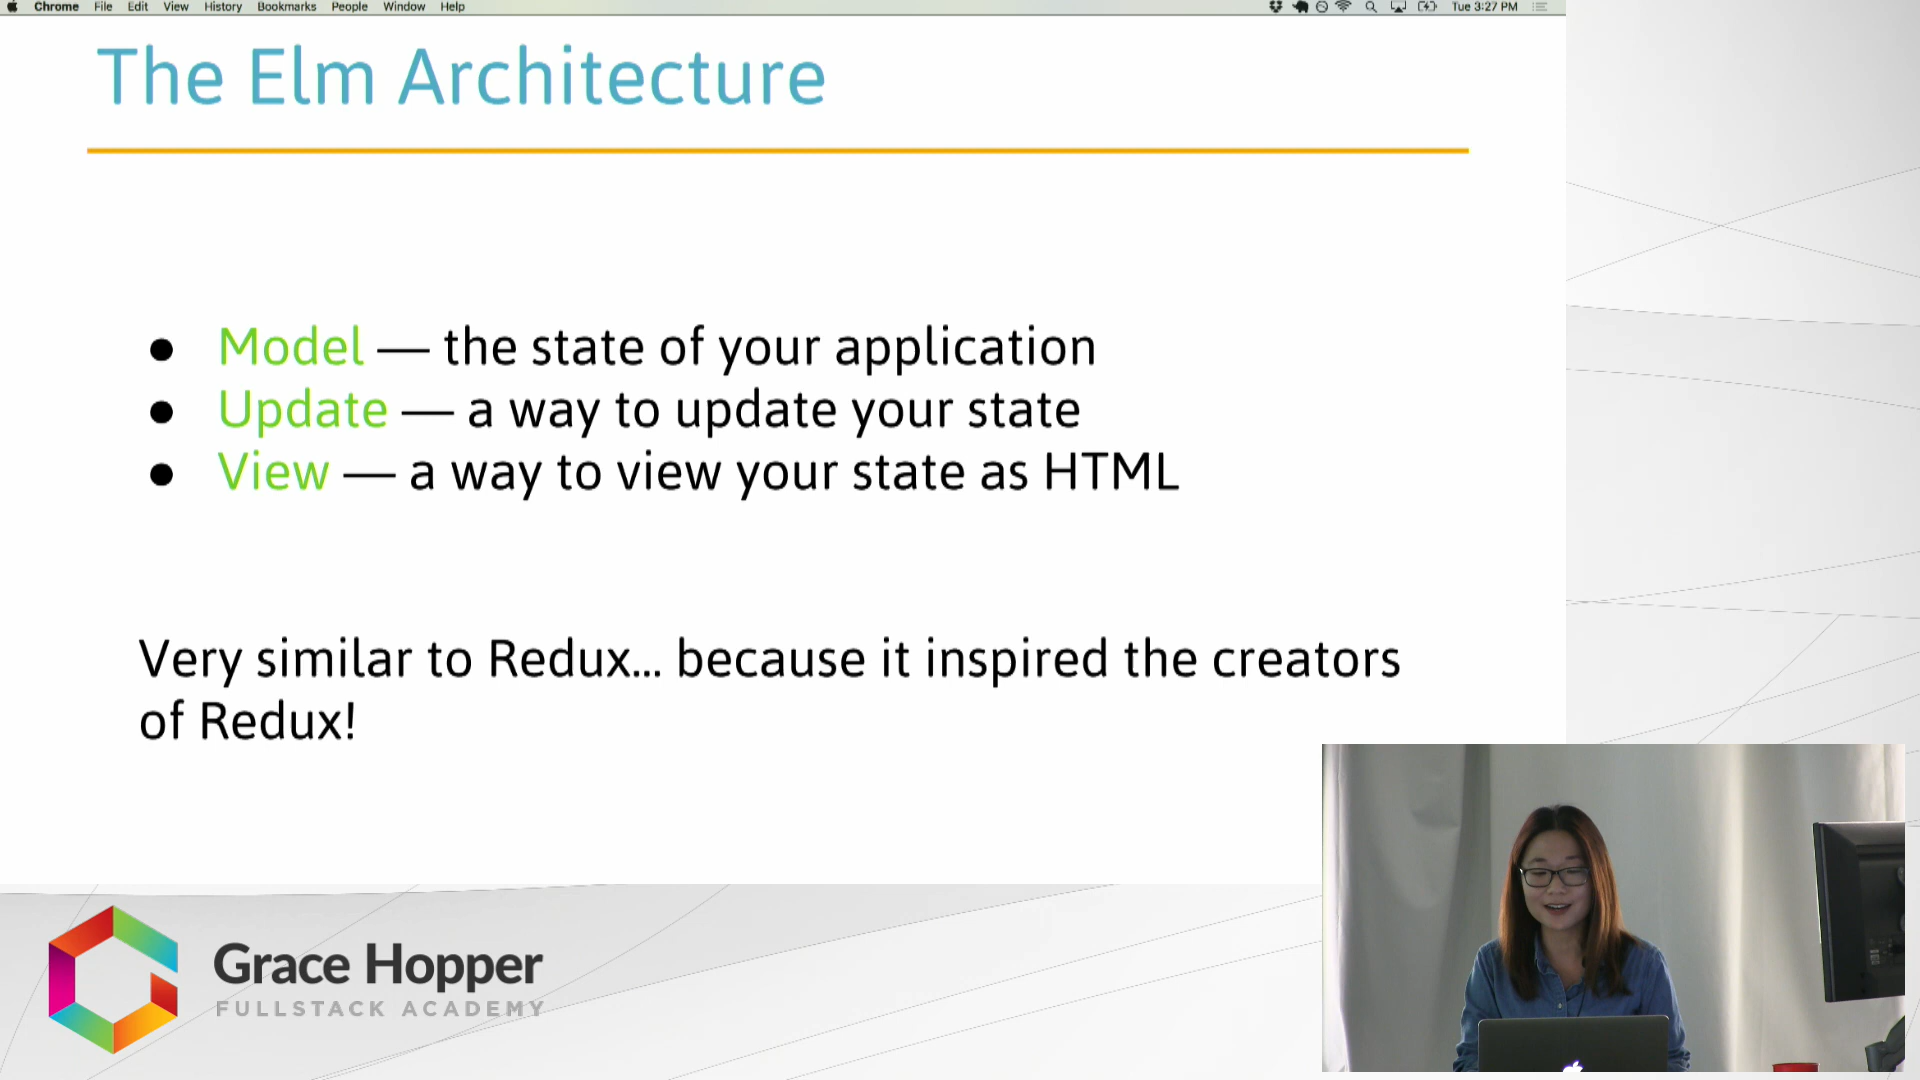 Chrome File Edit View History Bookmarks People Window Help Tue 3:27 PM
The Elm Architecture
● Model — the state of your application
● Update — a way to update your state
● View — a way to view your state as HTML
Very similar to Redux... because it inspired the creators
of Redux!
Grace Hopper
FULLSTACK ACADEMY